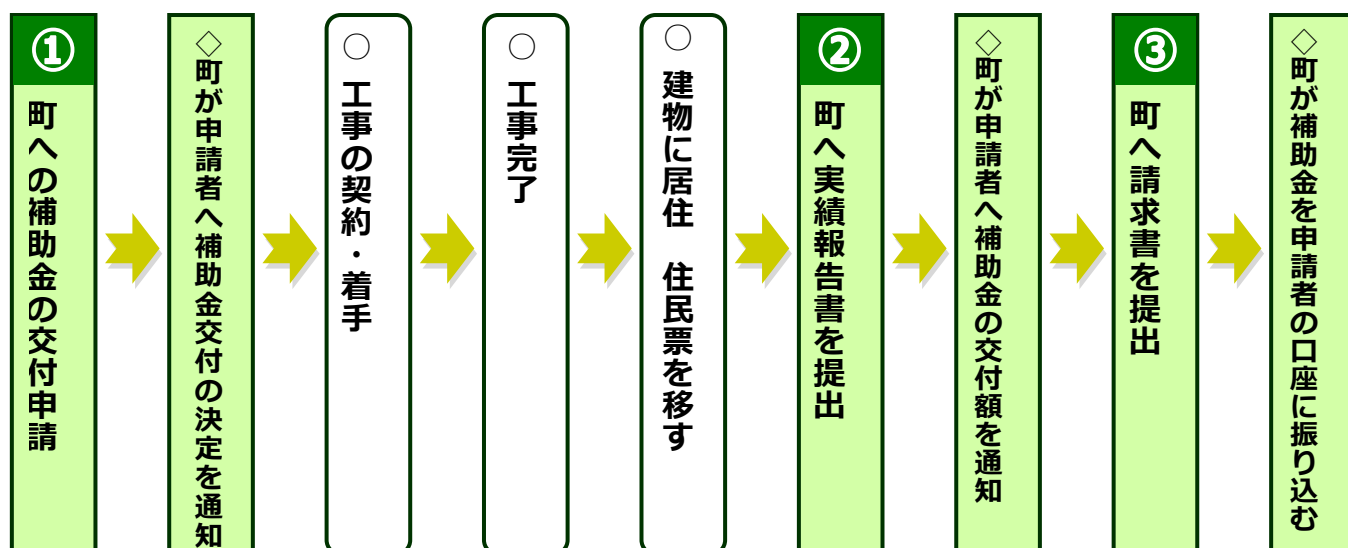 ①
町への補助金の交付申請
◇町が申請者へ補助金交付の決定を通知
○ 工事の契約・着手
○ 工事完了
○ 建物に居住 住民票を移す
②
町へ実績報告書を提出
◇町が申請者へ補助金の交付額を通知
③
町へ請求書を提出
◇町が補助金を申請者の口座に振り込む